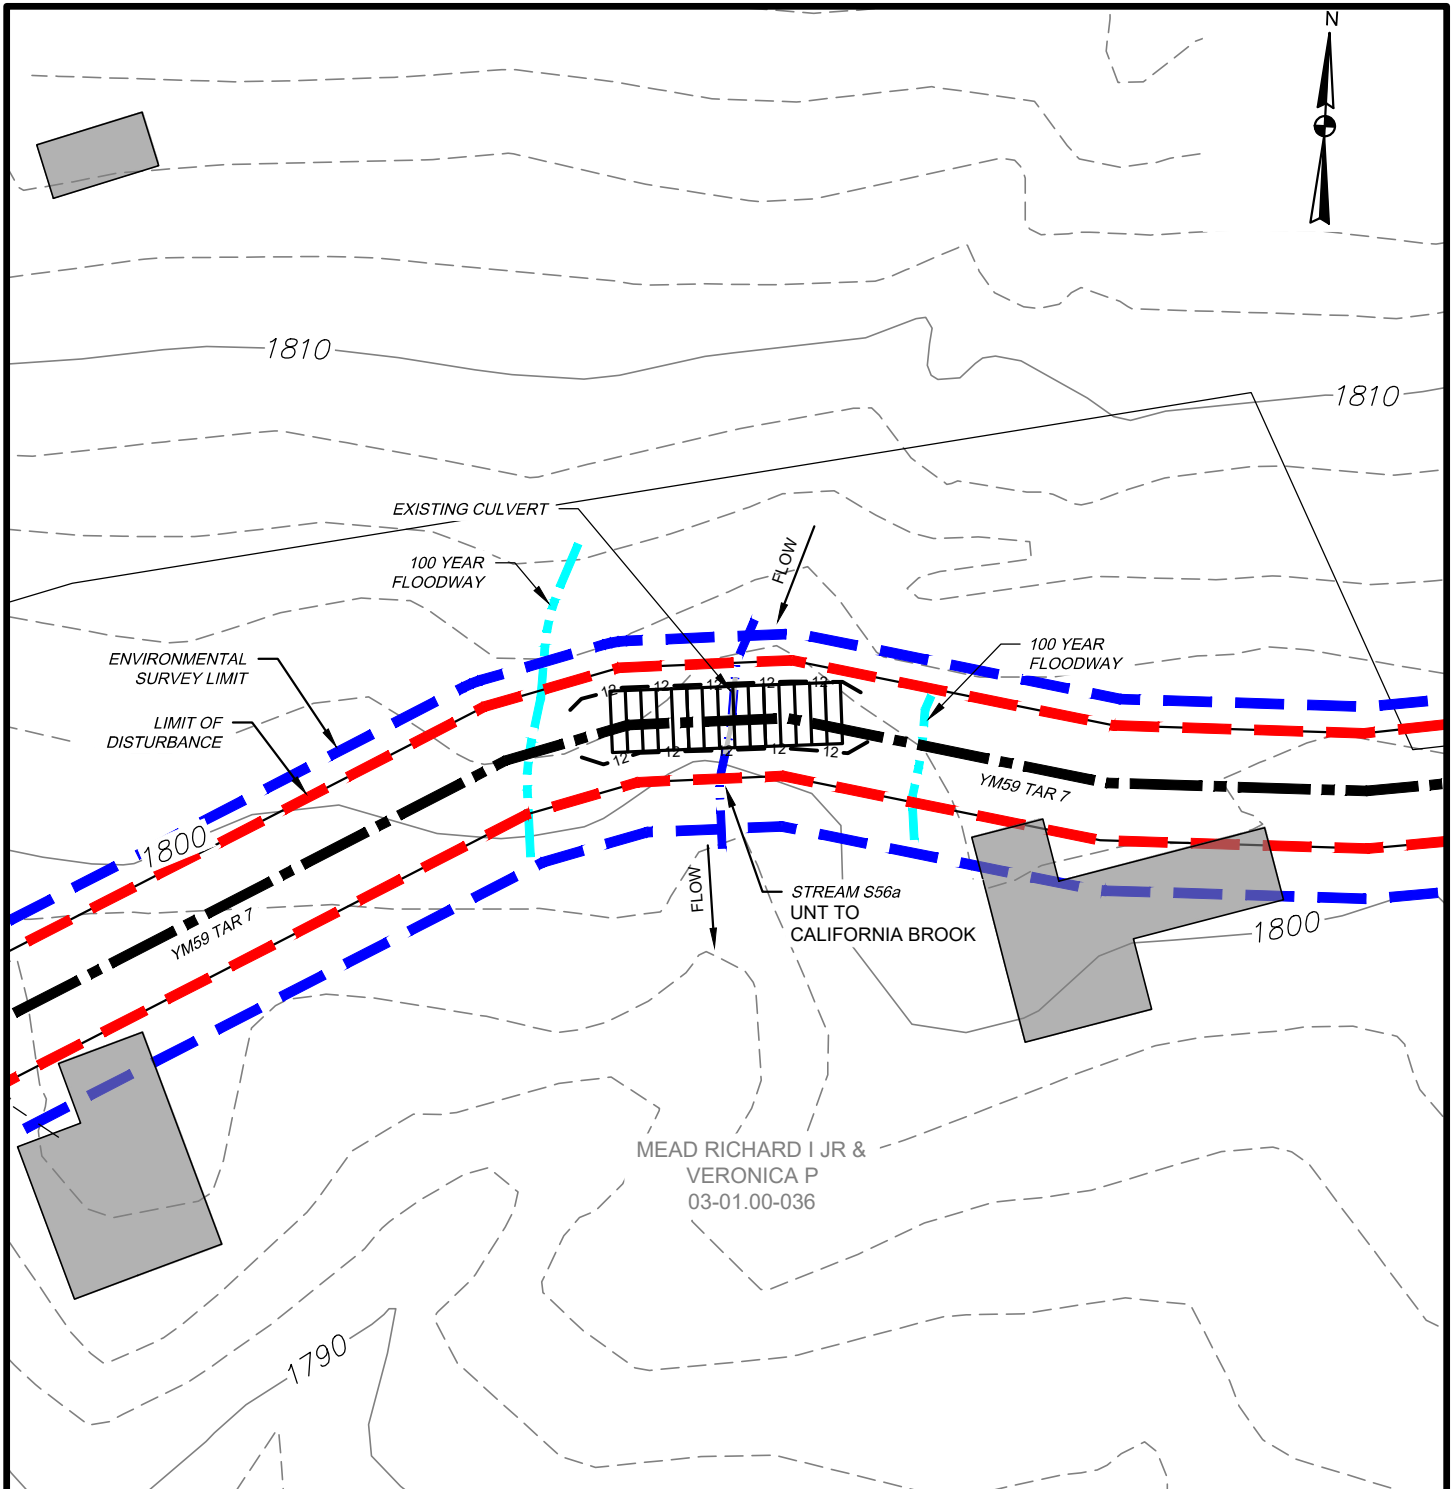 N
1810
1810
EXISTING CULVERT
100 YEAR
FLOODWAY
FLOW
ENVIRONMENTAL
SURVEY LIMIT
100 YEAR
FLOODWAY
LIMIT OF
DISTURBANCE
12
12
12
12
12
12
12
12
12
12
YM59 TAR 7
1800
YM59 TAR 7
FLOW
STREAM S56a
UNT TO
CALIFORNIA BROOK
1800
MEAD RICHARD I JR &
VERONICA P
03-01.00-036
1790